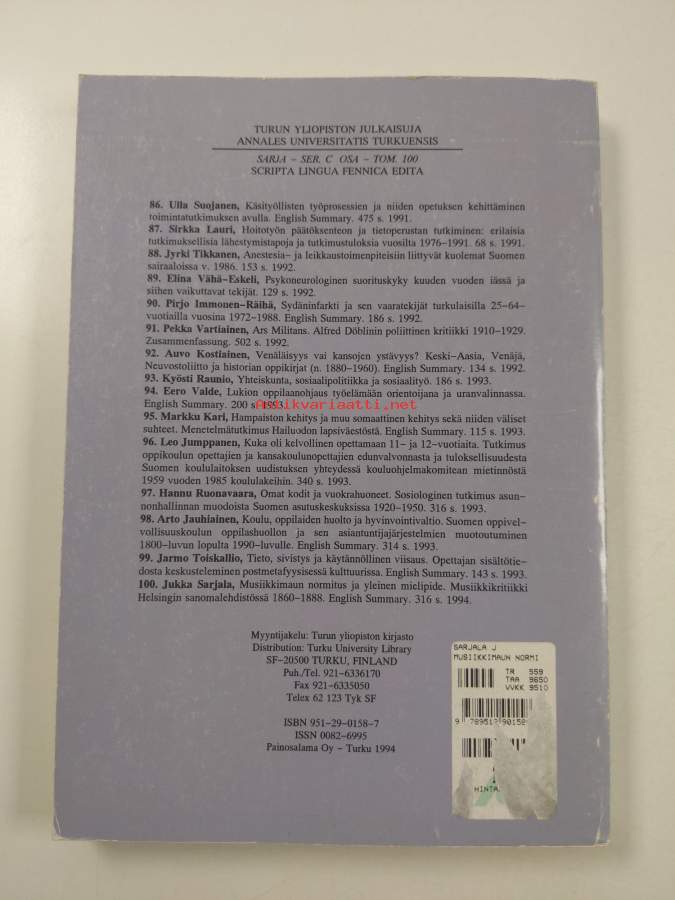 TURUN YLIOPISTON JULKAISUJA
ANNALES UNIVERSITATIS TURKUENSIS
SARJA – SER. C OSA – TOM. 100
SCRIPTA LINGUA FENNICA EDITA
86. Ulla Suojanen, Käsityöllisten työprosessien ja niiden opetuksen kehittäminen
toimintatutkimuksen avulla. English Summary. 475 s. 1991.
87. Sirkka Lauri, Hoitotyön päätöksenteon ja tietoperustan tutkiminen: erilaisia
tutkimuksellisia lähestymistapoja ja tutkimustuloksia vuosilta 1976–1991. 68 s. 1991.
88. Jyrki Tikkanen, Anestesia– ja leikkaustoimenpiteisiin liittyvät kuolemat Suomen
sairaaloissa v. 1986. 153 s. 1992.
89. Elina Vähä–Eskeli, Psykoneurologinen suorituskyky kuuden vuoden iässä ja
siihen vaikuttavat tekijät. 129 s. 1992.
90. Pirjo Immonen–Räihä, Sydäninfarkti ja sen vaaratekijät turkulaisilla 25–64–
vuotiailla vuosina 1972–1988. English Summary. 186 s. 1992.
91. Pekka Vartiainen, Ars Militans. Alfred Döblinin poliittinen kritiikki 1910–1929.
Zusammenfassung. 502 s. 1992.
92. Auvo Kostiainen, Venäläisyys vai kansojen ystävyys? Keski–Aasia, Venäjä,
Neuvostoliitto ja historian oppikirjat (n. 1880–1960). English Summary. 134 s. 1992.
93. Kyösti Raunio, Yhteiskunta, sosiaalipolitiikka ja sosiaalityö. 186 s. 1993.
94. Eero Valde, Lukion oppilaanohjaus työelämään orientoijana ja uranvalinnassa.
English Summary. 200 s. 1993.
Antikvariaatti.net
95. Markku Kari, Hampaiston kehitys ja muu somaattinen kehitys sekä niiden väliset
suhteet. Menetelmätutkimus Hailuodon lapsiväestöstä. English Summary. 115 s. 1993.
96. Leo Jumppanen, Kuka oli kelvollinen opettamaan 11– ja 12–vuotiaita. Tutkimus
oppikoulun opettajien ja kansakoulunopettajien edunvalvonnasta ja tuloksellisuudesta
Suomen koululaitoksen uudistuksen yhteydessä kouluohjelmakomitean mietinnöstä
1959 vuoden 1985 koululakeihin. 340 s. 1993.
97. Hannu Ruonavaara, Omat kodit ja vuokrahuoneet. Sosiologinen tutkimus asun-
nonhallinnan muodoista Suomen asutuskeskuksissa 1920–1950. 316 s. 1993.
98. Arto Jauhiainen, Koulu, oppilaiden huolto ja hyvinvointivaltio. Suomen oppivel-
vollisuuskoulun oppilashuollon ja sen asiantuntijajärjestelmien muotoutuminen
1800–luvun lopulta 1990–luvulle. English Summary. 314 s. 1993.
99. Jarmo Toiskallio, Tieto, sivistys ja käytännöllinen viisaus. Opettajan sisältötie-
dosta keskusteleminen postmetafyysisessä kulttuurissa. English Summary. 143 s. 1993.
100. Jukka Sarjala, Musiikkimaun normitus ja yleinen mielipide. Musiikkikritiikki
Helsingin sanomalehdistössä 1860–1888. English Summary. 316 s. 1994.
Myyntijakelu: Turun yliopiston kirjasto
Distribution: Turku University Library
SF–20500 TURKU, FINLAND
Puh./Tel. 921-6336170
Fax 921-6335050
Telex 62 123 Tyk SF
ISBN 951–29–0158–7
ISSN 0082–6995
Painosalama Oy – Turku 1994
SARJALA J
MUSIIKKIMAUN NORMI
TR 559
TAA 9650
VVKK 9510
9 789517 90158
HINTA